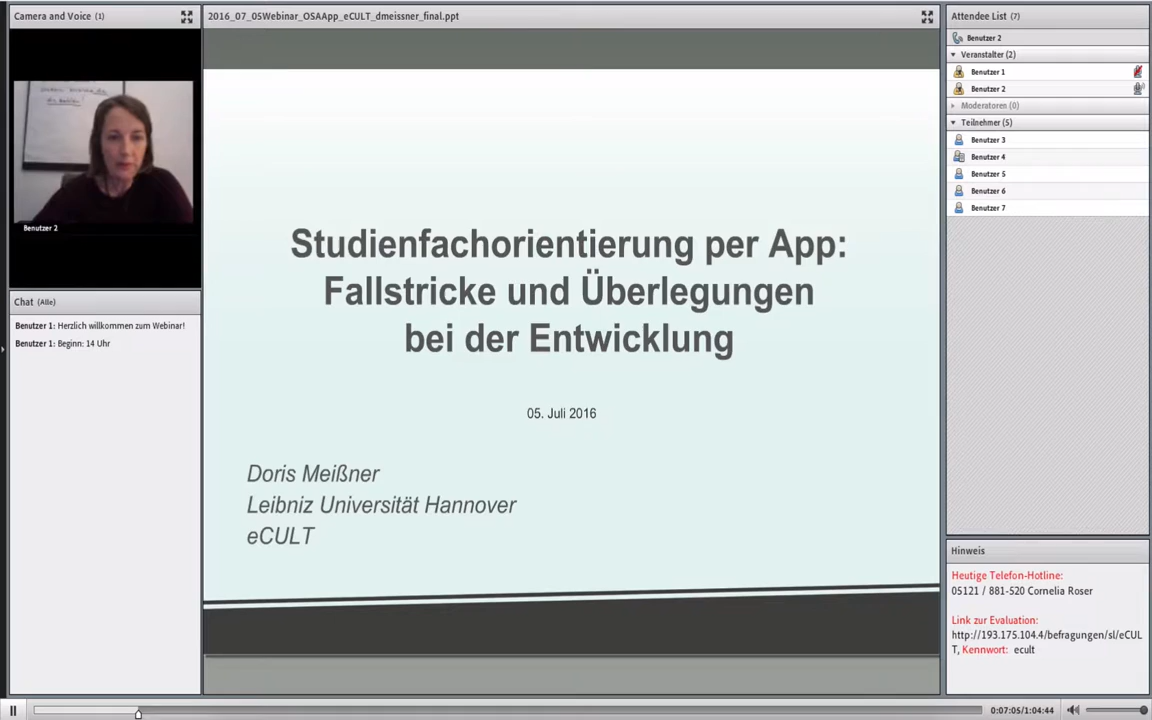 Camera and Voice (1)
Benutzer 2
Chat (Alle)
Benutzer 1: Herzlich willkommen zum Webinar!
Benutzer 1: Beginn: 14 Uhr
2016_07_05Webinar_OSAApp_eCULT_dmeissner_final.ppt
Studienfachorientierung per App:
Fallstricke und Überlegungen
bei der Entwicklung
05. Juli 2016
Doris Meißner
Leibniz Universität Hannover
eCULT
Attendee List (7)
Benutzer 2
Veranstalter (2)
Benutzer 1
Benutzer 2
Moderatoren (0)
Teilnehmer (5)
Benutzer 3
Benutzer 4
Benutzer 5
Benutzer 6
Benutzer 7
Hinweis
Heutige Telefon-Hotline:
05121 / 881-520 Cornelia Roser
Link zur Evaluation:
http://193.175.104.4/befragungen/sl/eCUL
T, Kennwort: ecult
0:07:05/1:04:44